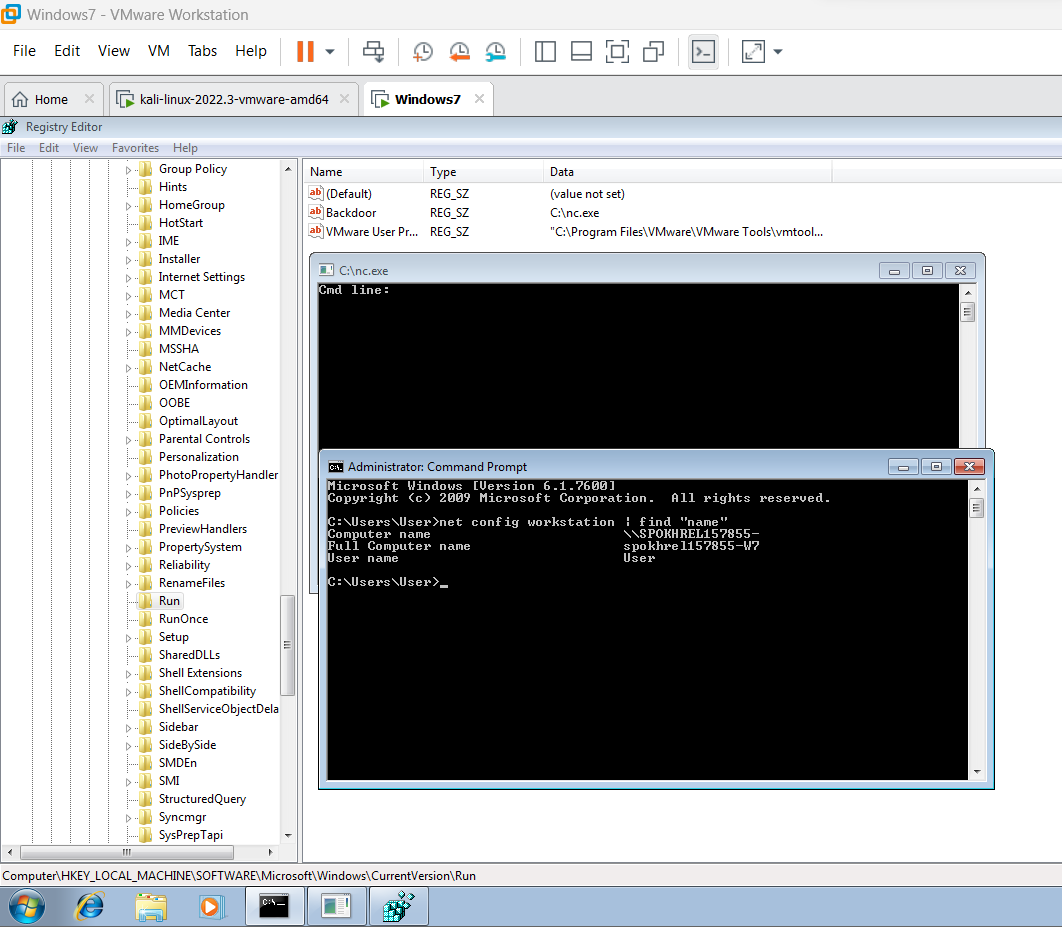 Windows7 - VMware Workstation
File Edit View VM Tabs Help
Home kali-linux-2022.3-vmware-amd64 Windows7
Registry Editor
File Edit View Favorites Help
Group Policy
Hints
HomeGroup
HotStart
IME
Installer
Internet Settings
MCT
Media Center
MMDevices
MSSHA
NetCache
OEMInformation
OOBE
OptimalLayout
Parental Controls
Personalization
PhotoPropertyHandler
PnPSysprep
Policies
PreviewHandlers
PropertySystem
Reliability
RenameFiles
Run
RunOnce
Setup
SharedDLLs
Shell Extensions
ShellCompatibility
ShellServiceObjectDela
Sidebar
SideBySide
SMDEn
SMI
StructuredQuery
Syncmgr
SysPrepTapi
Name Type Data
(Default) REG_SZ (value not set)
Backdoor REG_SZ C:\nc.exe
VMware User Pr... REG_SZ "C:\Program Files\VMware\VMware Tools\vmtool...
C:\nc.exe
Cmd line:
Administrator: Command Prompt
Microsoft Windows [Version 6.1.7600]
Copyright (c) 2009 Microsoft Corporation.  All rights reserved.
C:\Users\User>net config workstation | find "name"
Computer name \\SPOKHREL157855-
Full Computer name spokhrel157855-W7
User name User
C:\Users\User>_
Computer\HKEY_LOCAL_MACHINE\SOFTWARE\Microsoft\Windows\CurrentVersion\Run